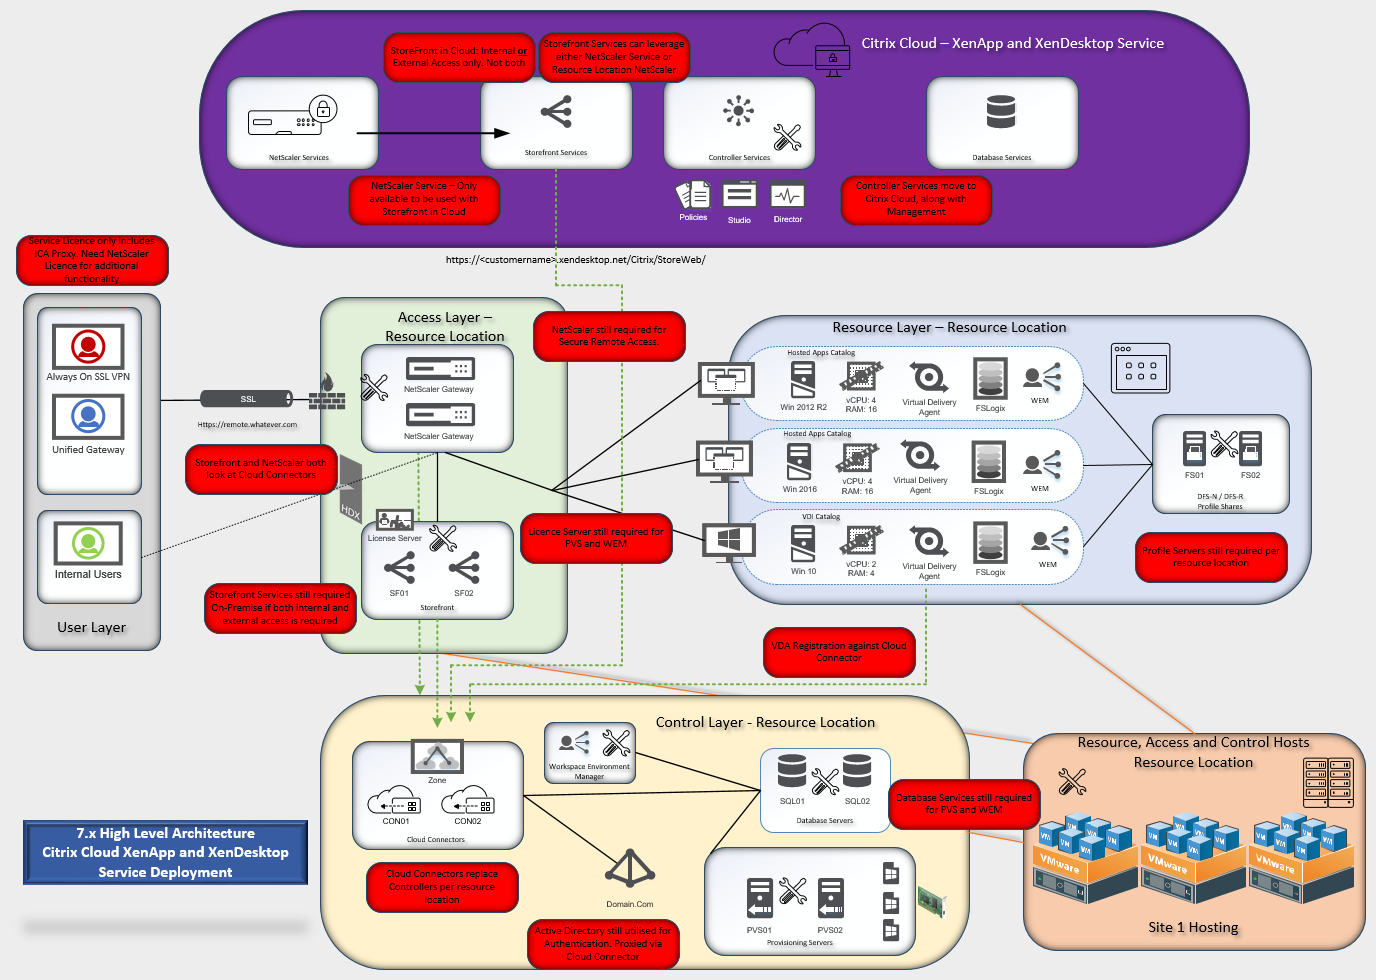 Citrix Cloud – XenApp and XenDesktop Service
StoreFront in Cloud: Internal or
External Access only. Not both
Storefront Services can leverage
either NetScaler Service or
Resource Location NetScaler
NetScaler Services
Storefront Services
Controller Services
Database Services
NetScaler Service – Only
available to be used with
Storefront in Cloud
Policies
Studio
Director
Controller Services move to
Citrix Cloud, along with
Management
https://<customername>.xendesktop.net/Citrix/StoreWeb/
Service Licence only includes
ICA Proxy. Need NetScaler
Licence for additional
functionality
Always On SSL VPN
Unified Gateway
Internal Users
User Layer
SSL
Https://remote.whatever.com
Storefront and NetScaler both
look at Cloud Connectors
HDX
Storefront Services still required
On-Premise if both internal and
external access is required
Access Layer –
Resource Location
NetScaler Gateway
NetScaler Gateway
License Server
SF01
SF02
Storefront
NetScaler still required for
Secure Remote Access.
Licence Server still required for
PVS and WEM
Resource Layer – Resource Location
Hosted Apps Catalog
Win 2012 R2
vCPU: 4
RAM: 16
Virtual Delivery
Agent
FSLogix
WEM
Hosted Apps Catalog
Win 2016
vCPU: 4
RAM: 16
Virtual Delivery
Agent
FSLogix
WEM
VDI Catalog
Win 10
vCPU: 2
RAM: 4
Virtual Delivery
Agent
FSLogix
WEM
FS01
FS02
DFS-N / DFS-R
Profile Shares
Profile Servers still required per
resource location
VDA Registration against Cloud
Connector
Control Layer - Resource Location
Zone
CON01
CON02
Cloud Connectors
Workspace Environment
Manager
SQL01
SQL02
Database Servers
Database Services still required
for PVS and WEM
Cloud Connectors replace
Controllers per resource
location
Domain.Com
Active Directory still utilised for
Authentication. Proxied via
Cloud Connector
PVS01
PVS02
Provisioning Servers
Resource, Access and Control Hosts
Resource Location
VM VM VM VM VM
VMware
VM VM VM VM VM
VMware
VM VM VM VM VM
VMware
Site 1 Hosting
7.x High Level Architecture
Citrix Cloud XenApp and XenDesktop
Service Deployment